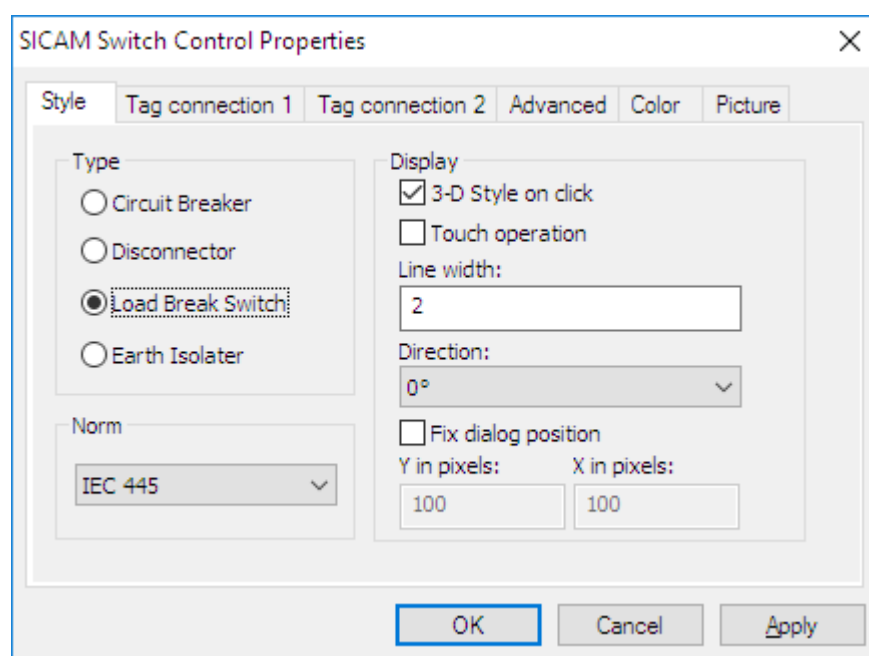 SICAM Switch Control Properties
Style Tag connection 1 Tag connection 2 Advanced Color Picture
Type
Circuit Breaker
Disconnector
Load Break Switch
Earth Isolater
Norm
IEC 445
Display
3-D Style on click
Touch operation
Line width:
2
Direction:
0°
Fix dialog position
Y in pixels: X in pixels:
100 100
OK Cancel Apply